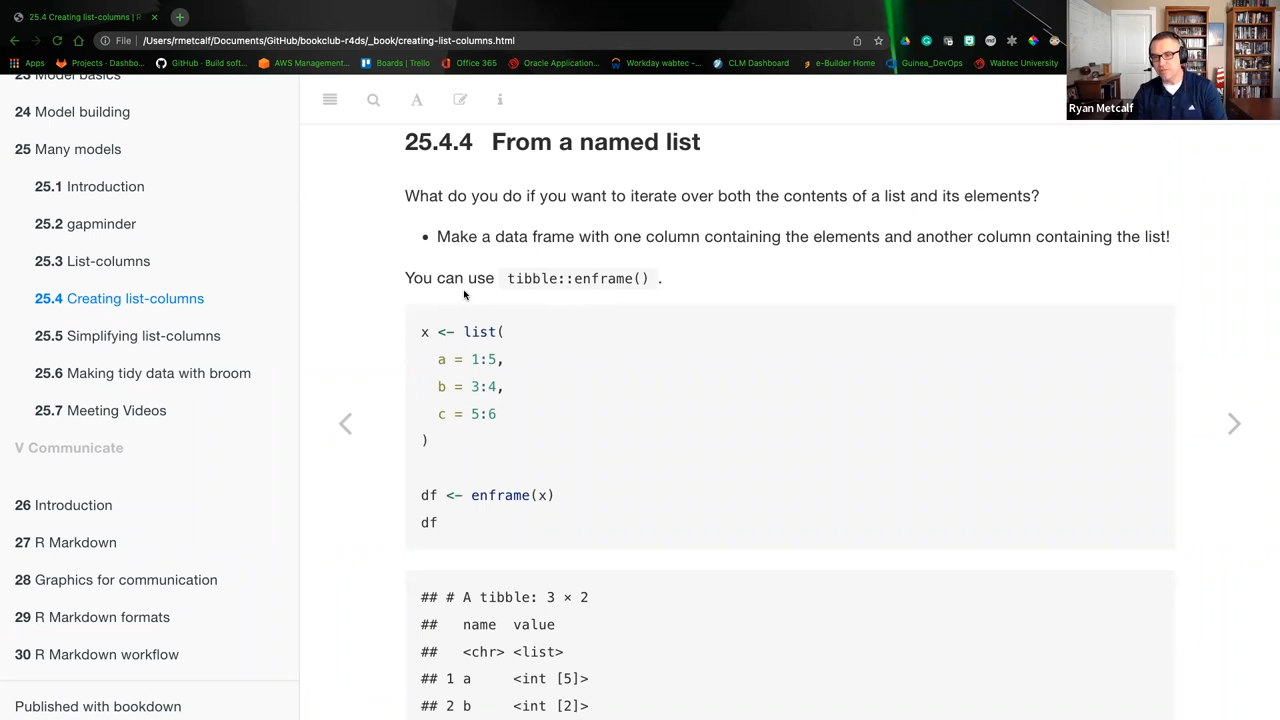 25.4 Creating list-columns | R
File | /Users/rmetcalf/Documents/GitHub/bookclub-r4ds/_book/creating-list-columns.html
Apps
Projects - Dashbo...
GitHub - Build soft...
AWS Management...
Boards | Trello
Office 365
Oracle Application...
Workday wabtec -...
CLM Dashboard
e-Builder Home
Guinea_DevOps
Wabtec University
Ryan Metcalf
23 Model basics
24 Model building
25 Many models
25.1 Introduction
25.2 gapminder
25.3 List-columns
25.4 Creating list-columns
25.5 Simplifying list-columns
25.6 Making tidy data with broom
25.7 Meeting Videos
V Communicate
26 Introduction
27 R Markdown
28 Graphics for communication
29 R Markdown formats
30 R Markdown workflow
Published with bookdown
25.4.4 From a named list
What do you do if you want to iterate over both the contents of a list and its elements?
• Make a data frame with one column containing the elements and another column containing the list!
You can use tibble::enframe() .
x <- list(
a = 1:5,
b = 3:4,
c = 5:6
)
df <- enframe(x)
df
## # A tibble: 3 × 2
## name value
## <chr> <list>
## 1 a <int [5]>
## 2 b <int [2]>